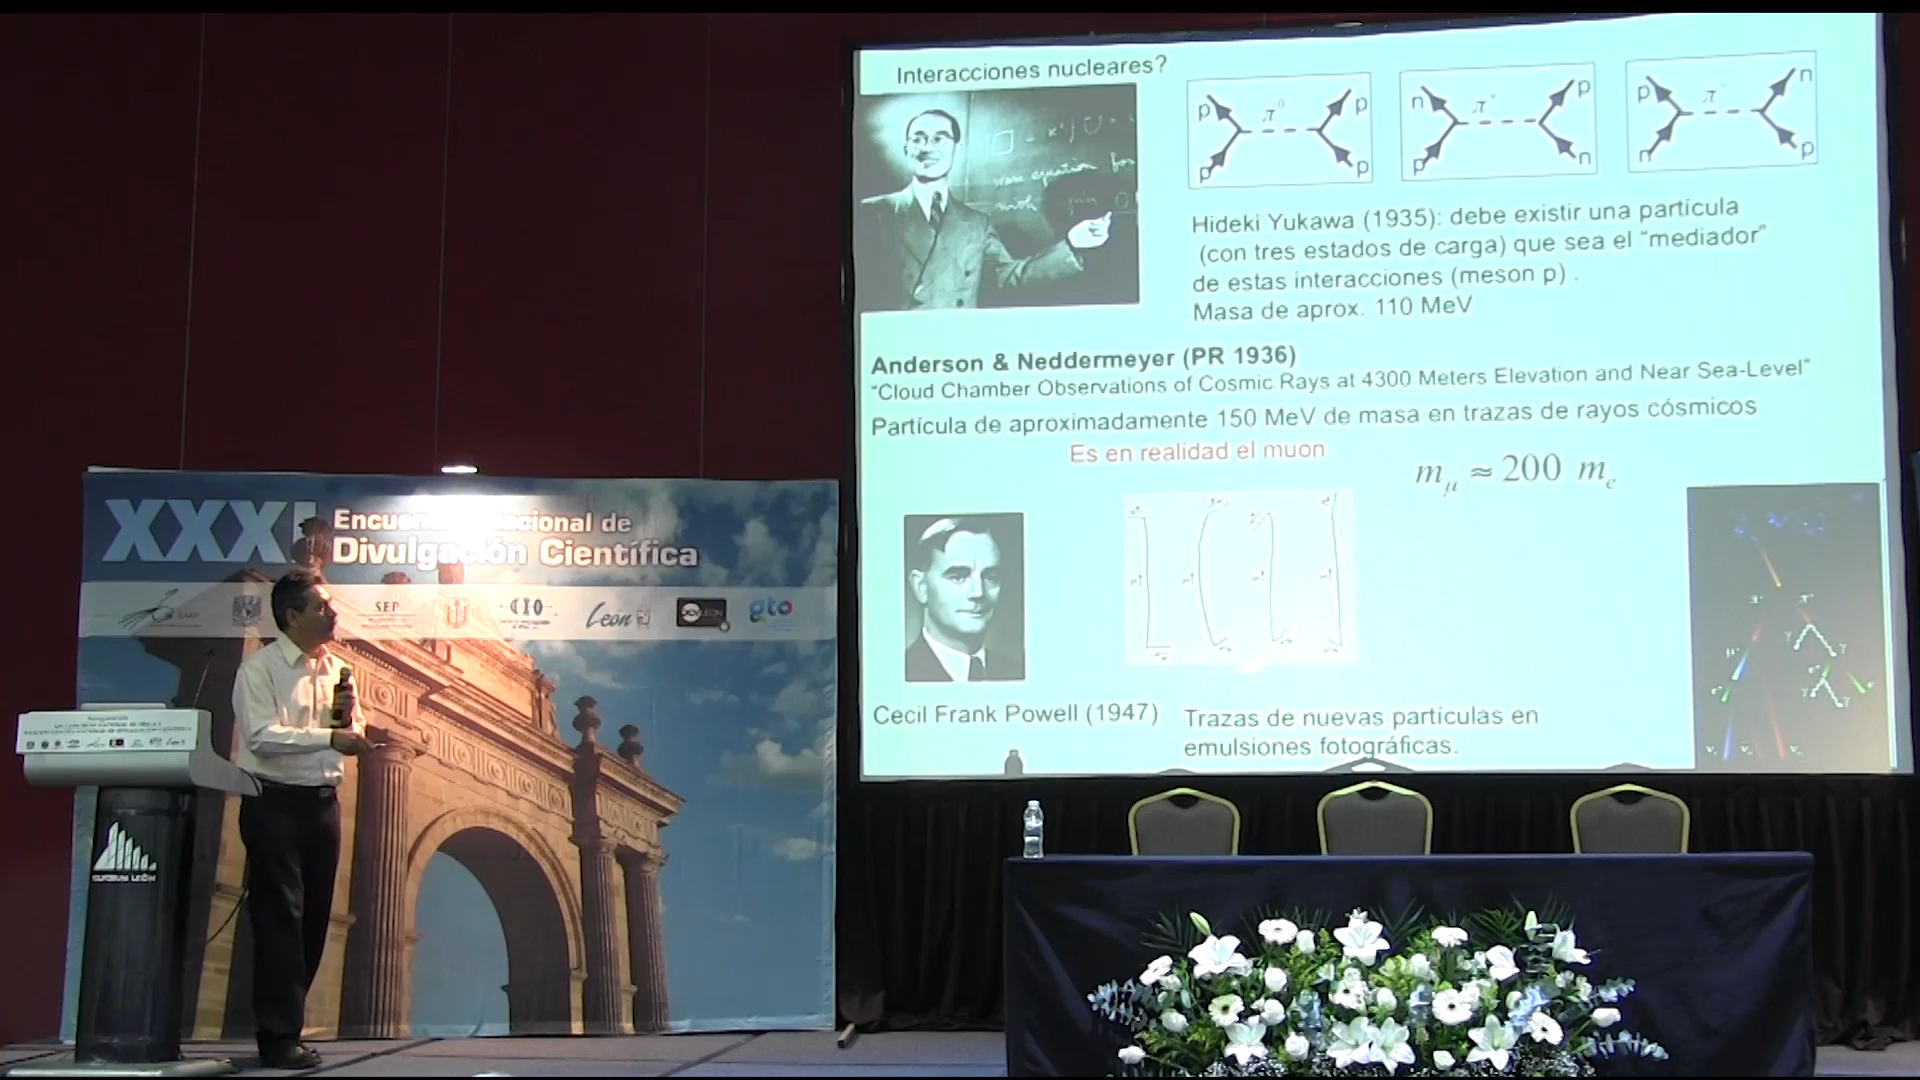 Interacciones nucleares?
p π⁰ p
p p
n π⁺ p
p n
p π⁻ n
n p
Hideki Yukawa (1935): debe existir una partícula
(con tres estados de carga) que sea el “mediador”
de estas interacciones (meson p) .
Masa de aprox. 110 MeV
Anderson & Neddermeyer (PR 1936)
“Cloud Chamber Observations of Cosmic Rays at 4300 Meters Elevation and Near Sea-Level”
Partícula de aproximadamente 150 MeV de masa en trazas de rayos cósmicos
Es en realidad el muon
mμ ≈ 200 me
Cecil Frank Powell (1947)
Trazas de nuevas partículas en
emulsiones fotográficas.
XXXI
Divulgación Científica
SEP
CIO
León
gto